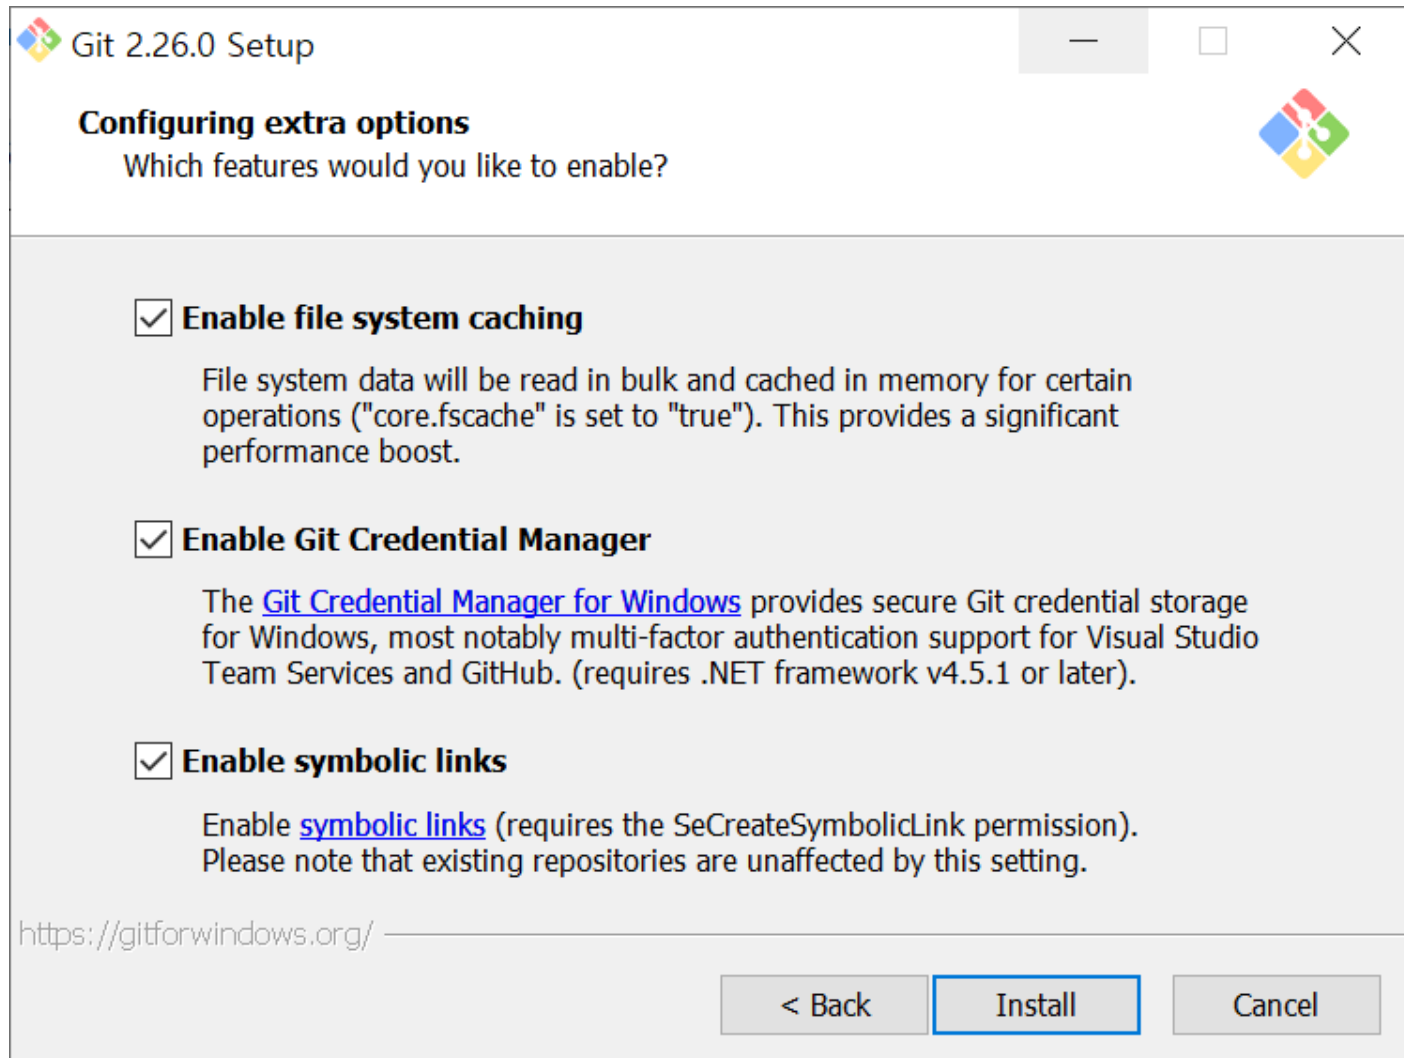 Git 2.26.0 Setup
Configuring extra options
Which features would you like to enable?
Enable file system caching
File system data will be read in bulk and cached in memory for certain
operations ("core.fscache" is set to "true"). This provides a significant
performance boost.
Enable Git Credential Manager
The Git Credential Manager for Windows provides secure Git credential storage
for Windows, most notably multi-factor authentication support for Visual Studio
Team Services and GitHub. (requires .NET framework v4.5.1 or later).
Enable symbolic links
Enable symbolic links (requires the SeCreateSymbolicLink permission).
Please note that existing repositories are unaffected by this setting.
https://gitforwindows.org/
< Back Install Cancel